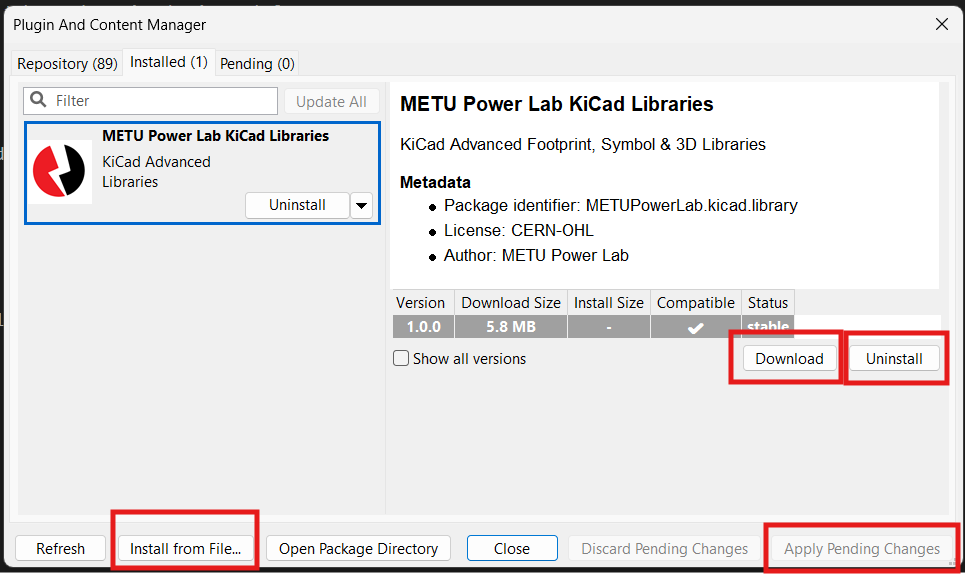 Plugin And Content Manager
Repository (89)
Installed (1)
Pending (0)
Filter
Update All
METU Power Lab KiCad Libraries
KiCad Advanced
Libraries
Uninstall
METU Power Lab KiCad Libraries
KiCad Advanced Footprint, Symbol & 3D Libraries
Metadata
Package identifier: METUPowerLab.kicad.library
License: CERN-OHL
Author: METU Power Lab
Version Download Size Install Size Compatible Status
1.0.0 5.8 MB - ✔ stable
Show all versions
Download
Uninstall
Refresh
Install from File...
Open Package Directory
Close
Discard Pending Changes
Apply Pending Changes